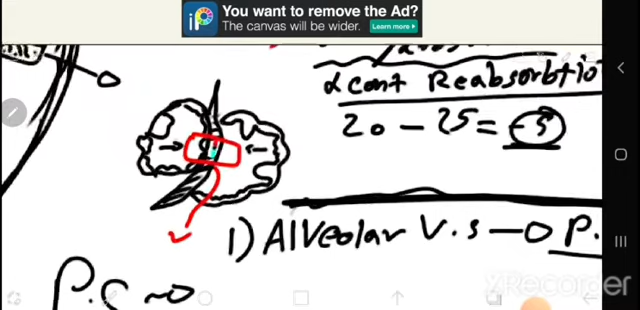 You want to remove the Ad?
The canvas will be wider.
Learn more
iP
Reabsorbtio
20 - 25 = -5
1) Alveolar V.s - P.
P.s
XRecorder